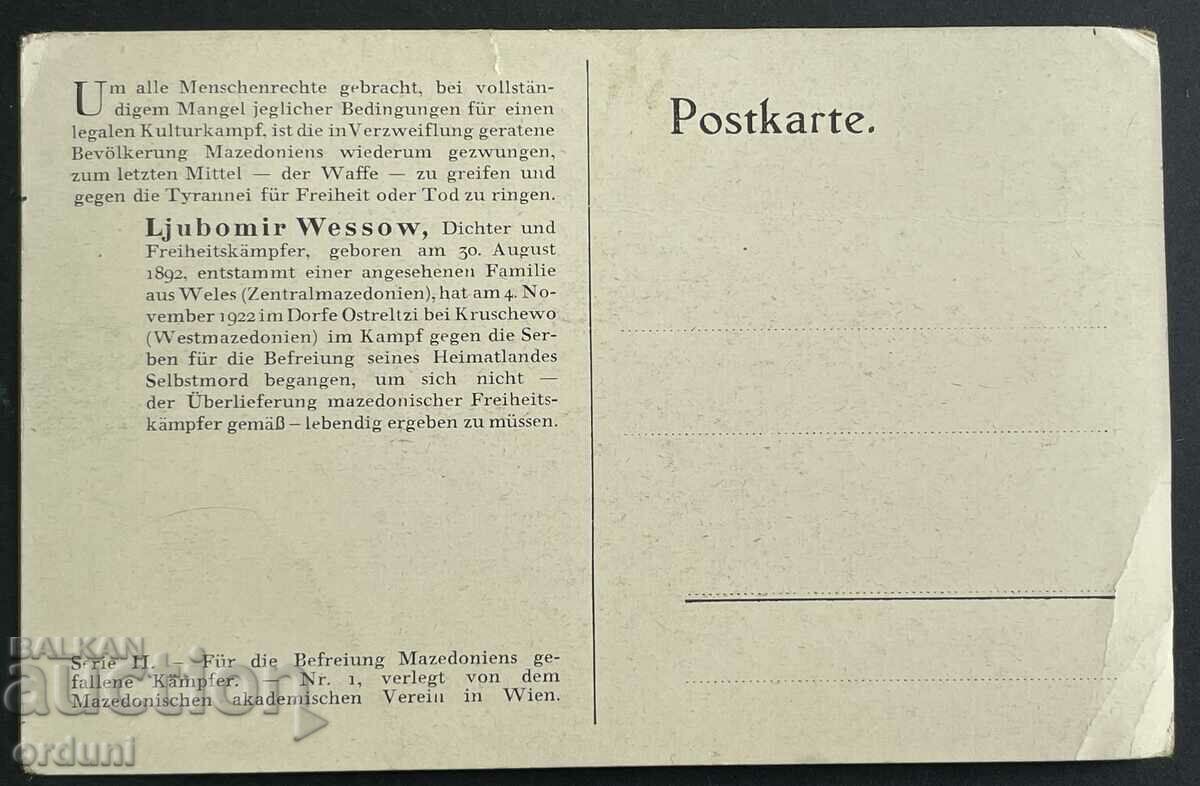 Um alle Menschenrechte gebracht, bei vollstän-
digem Mangel jeglicher Bedingungen für einen
legalen Kulturkampf, ist die in Verzweiflung geratene
Bevölkerung Mazedoniens wiederum gezwungen,
zum letzten Mittel — der Waffe — zu greifen und
gegen die Tyrannei für Freiheit oder Tod zu ringen.
Ljubomir Wessow, Dichter und
Freiheitskämpfer, geboren am 30. August
1892, entstammt einer angesehenen Familie
aus Weles (Zentralmazedonien), hat am 4. No-
vember 1922 im Dorfe Ostreltzi bei Kruschewo
(Westmazedonien) im Kampf gegen die Ser-
ben für die Befreiung seines Heimatlandes
Selbstmord begangen, um sich nicht —
der Überlieferung mazedonischer Freiheits-
kämpfer gemäß – lebendig ergeben zu müssen.
Serie II. – Für die Befreiung Mazedoniens ge-
fallene Kämpfer. — Nr. 1, verlegt von dem
Mazedonischen akademischen Verein in Wien.
Postkarte.
BALKAN
auction
orduni